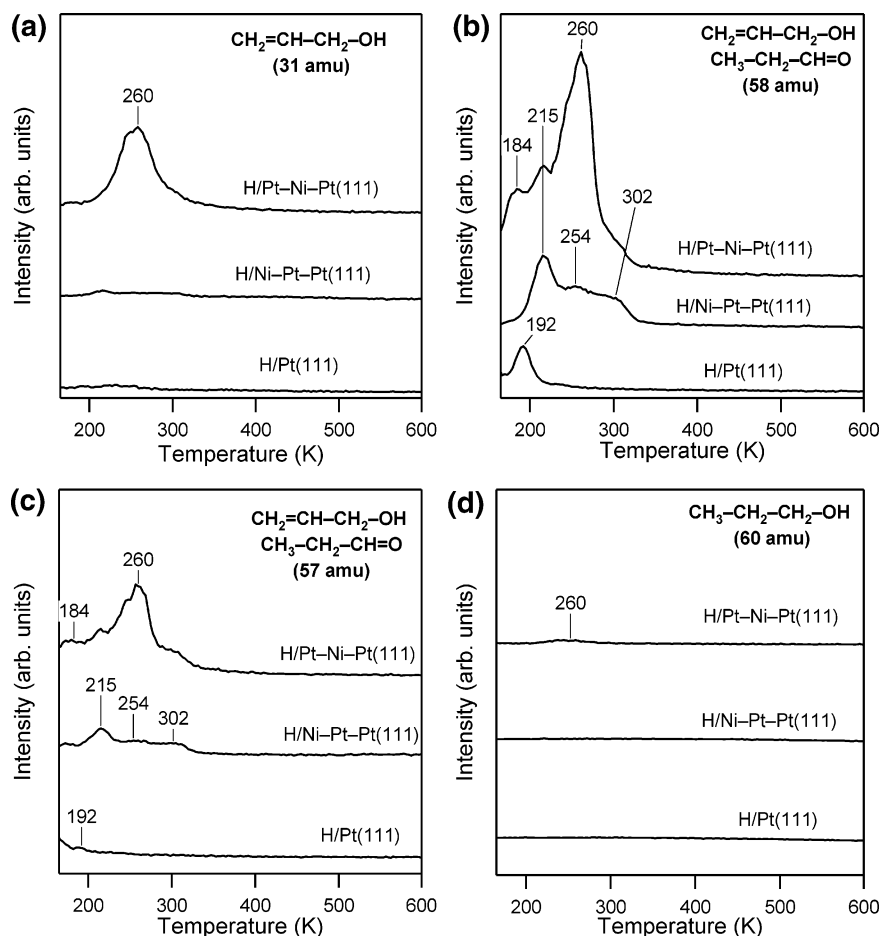 (a)
CH₂=CH–CH₂–OH
(31 amu)
260
H/Pt–Ni–Pt(111)
H/Ni–Pt–Pt(111)
H/Pt(111)
Intensity (arb. units)
200 300 400 500 600
Temperature (K)
(b)
CH₂=CH–CH₂–OH
CH₃–CH₂–CH=O
(58 amu)
260
215
184
302
254
192
H/Pt–Ni–Pt(111)
H/Ni–Pt–Pt(111)
H/Pt(111)
Intensity (arb. units)
200 300 400 500 600
Temperature (K)
(c)
CH₂=CH–CH₂–OH
CH₃–CH₂–CH=O
(57 amu)
260
184
H/Pt–Ni–Pt(111)
215
254
302
H/Ni–Pt–Pt(111)
192
H/Pt(111)
Intensity (arb. units)
200 300 400 500 600
Temperature (K)
(d)
CH₃–CH₂–CH₂–OH
(60 amu)
260
H/Pt–Ni–Pt(111)
H/Ni–Pt–Pt(111)
H/Pt(111)
Intensity (arb. units)
200 300 400 500 600
Temperature (K)